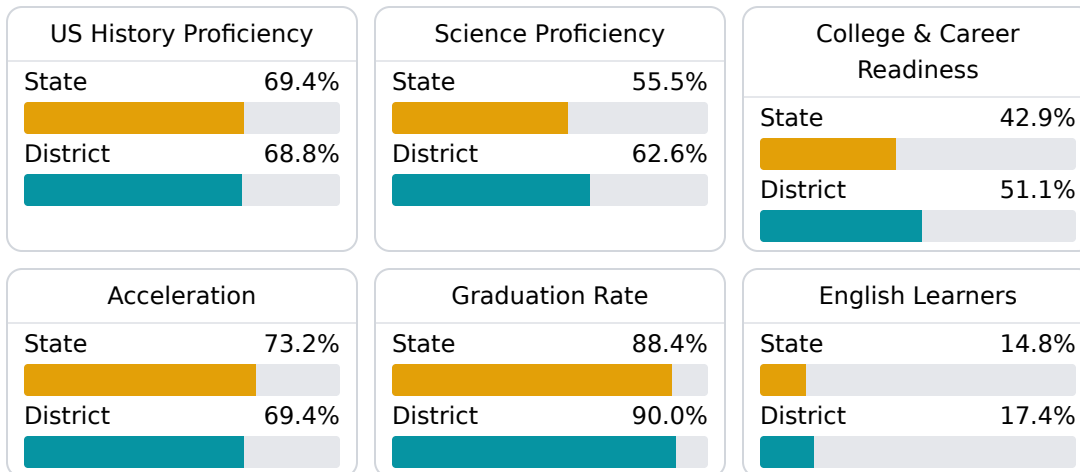 US History Proficiency
State 69.4%
District 68.8%
Science Proficiency
State 55.5%
District 62.6%
College & Career
Readiness
State 42.9%
District 51.1%
Acceleration
State 73.2%
District 69.4%
Graduation Rate
State 88.4%
District 90.0%
English Learners
State 14.8%
District 17.4%